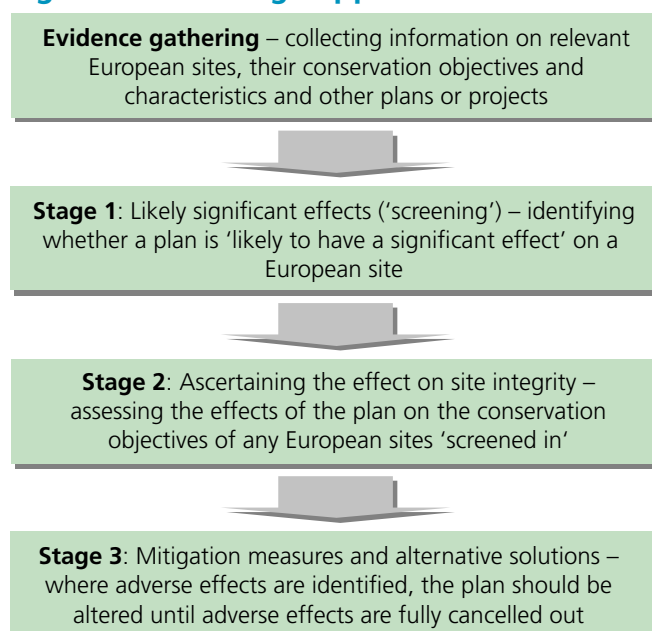 Evidence gathering – collecting information on relevant
European sites, their conservation objectives and
characteristics and other plans or projects
Stage 1: Likely significant effects (‘screening’) – identifying
whether a plan is ‘likely to have a significant effect’ on a
European site
Stage 2: Ascertaining the effect on site integrity –
assessing the effects of the plan on the conservation
objectives of any European sites ‘screened in‘
Stage 3: Mitigation measures and alternative solutions –
where adverse effects are identified, the plan should be
altered until adverse effects are fully cancelled out